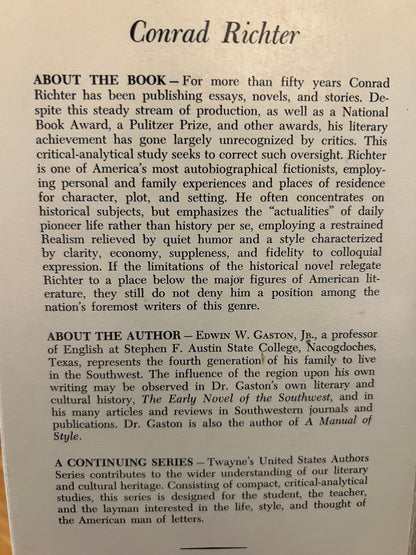 Conrad Richter
ABOUT THE BOOK — For more than fifty years Conrad
Richter has been publishing essays, novels, and stories. De-
spite this steady stream of production, as well as a National
Book Award, a Pulitzer Prize, and other awards, his literary
achievement has gone largely unrecognized by critics. This
critical-analytical study seeks to correct such oversight. Richter
is one of America's most autobiographical fictionists, employ-
ing personal and family experiences and places of residence
for character, plot, and setting. He often concentrates on
historical subjects, but emphasizes the "actualities" of daily
pioneer life rather than history per se, employing a restrained
Realism relieved by quiet humor and a style characterized
by clarity, economy, suppleness, and fidelity to colloquial
expression. If the limitations of the historical novel relegate
Richter to a place below the major figures of American lit-
erature, they still do not deny him a position among the
nation's foremost writers of this genre.
ABOUT THE AUTHOR — EDWIN W. GASTON, JR., a professor
of English at Stephen F. Austin State College, Nacogdoches,
Texas, represents the fourth generation of his family to live
in the Southwest. The influence of the region upon his own
writing may be observed in Dr. Gaston's own literary and
cultural history, The Early Novel of the Southwest, and in
his many articles and reviews in Southwestern journals and
publications. Dr. Gaston is also the author of A Manual of
Style.
A CONTINUING SERIES — Twayne's United States Authors
Series contributes to the wider understanding of our literary
and cultural heritage. Consisting of compact, critical-analytical
studies, this series is designed for the student, the teacher,
and the layman interested in the life, style, and thought of
the American man of letters.